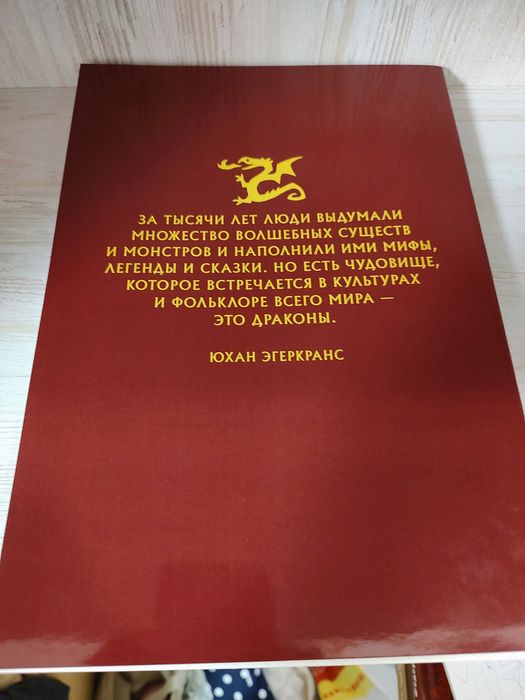 ЗА ТЫСЯЧИ ЛЕТ ЛЮДИ ВЫДУМАЛИ
МНОЖЕСТВО ВОЛШЕБНЫХ СУЩЕСТВ
И МОНСТРОВ И НАПОЛНИЛИ ИМИ МИФЫ,
ЛЕГЕНДЫ И СКАЗКИ. НО ЕСТЬ ЧУДОВИЩЕ,
КОТОРОЕ ВСТРЕЧАЕТСЯ В КУЛЬТУРАХ
И ФОЛЬКЛОРЕ ВСЕГО МИРА —
ЭТО ДРАКОНЫ.
ЮХАН ЭГЕРКРАНС